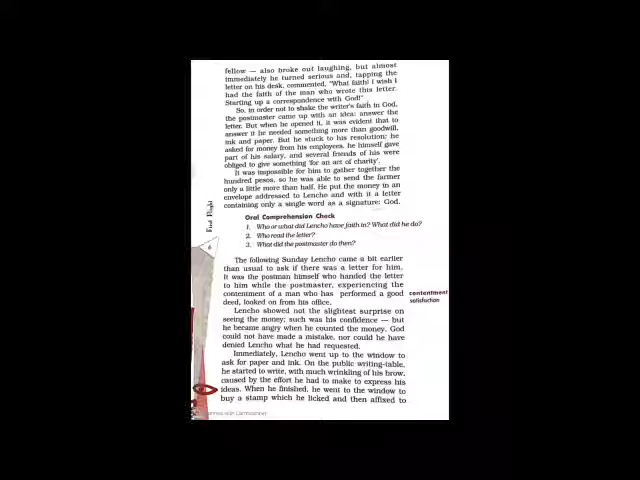 fellow — also broke out laughing, but almost
immediately he turned serious and, tapping the
letter on his desk, commented, "What faith! I wish I
had the faith of the man who wrote this letter.
Starting up a correspondence with God!"
So, in order not to shake the writer's faith in God,
the postmaster came up with an idea: answer the
letter. But when he opened it, it was evident that to
answer it he needed something more than goodwill,
ink and paper. But he stuck to his resolution: he
asked for money from his employees, he himself gave
part of his salary, and several friends of his were
obliged to give something 'for an act of charity'.
It was impossible for him to gather together the
hundred pesos, so he was able to send the farmer
only a little more than half. He put the money in an
envelope addressed to Lencho and with it a letter
containing only a single word as a signature: God.
First Flight
6
Oral Comprehension Check
1. Who or what did Lencho have faith in? What did he do?
2. Who read the letter?
3. What did the postmaster do then?
The following Sunday Lencho came a bit earlier
than usual to ask if there was a letter for him.
It was the postman himself who handed the letter
to him while the postmaster, experiencing the
contentment of a man who has performed a good
deed, looked on from his office.
contentment
satisfaction
Lencho showed not the slightest surprise on
seeing the money; such was his confidence — but
he became angry when he counted the money. God
could not have made a mistake, nor could he have
denied Lencho what he had requested.
Immediately, Lencho went up to the window to
ask for paper and ink. On the public writing-table,
he started to write, with much wrinkling of his brow,
caused by the effort he had to make to express his
ideas. When he finished, he went to the window to
buy a stamp which he licked and then affixed to
Scanned with CamScanner